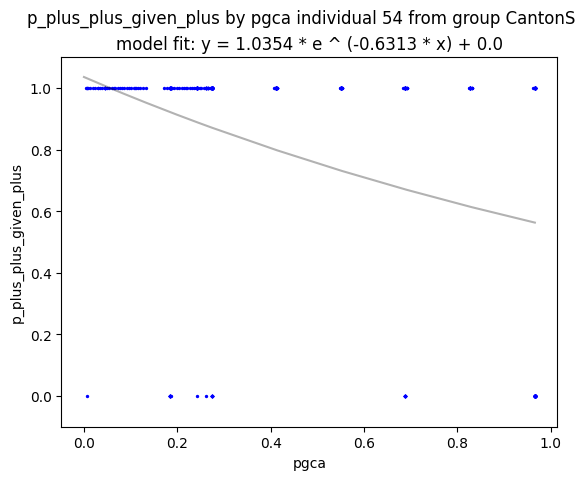 p_plus_plus_given_plus by pgca individual 54 from group CantonS
model fit: y = 1.0354 * e ^ (-0.6313 * x) + 0.0
p_plus_plus_given_plus
1.0
0.8
0.6
0.4
0.2
0.0
0.0 0.2 0.4 0.6 0.8 1.0
pgca